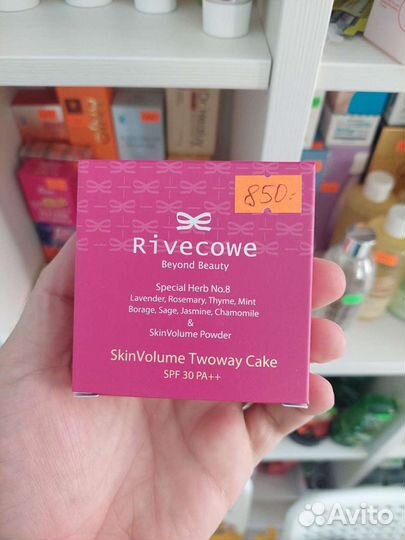 850.-
Rivecowe
Beyond Beauty
Special Herb No.8
Lavender, Rosemary, Thyme, Mint
Borage, Sage, Jasmine, Chamomile
&
SkinVolume Powder
SkinVolume Twoway Cake
SPF 30 PA++
Avito